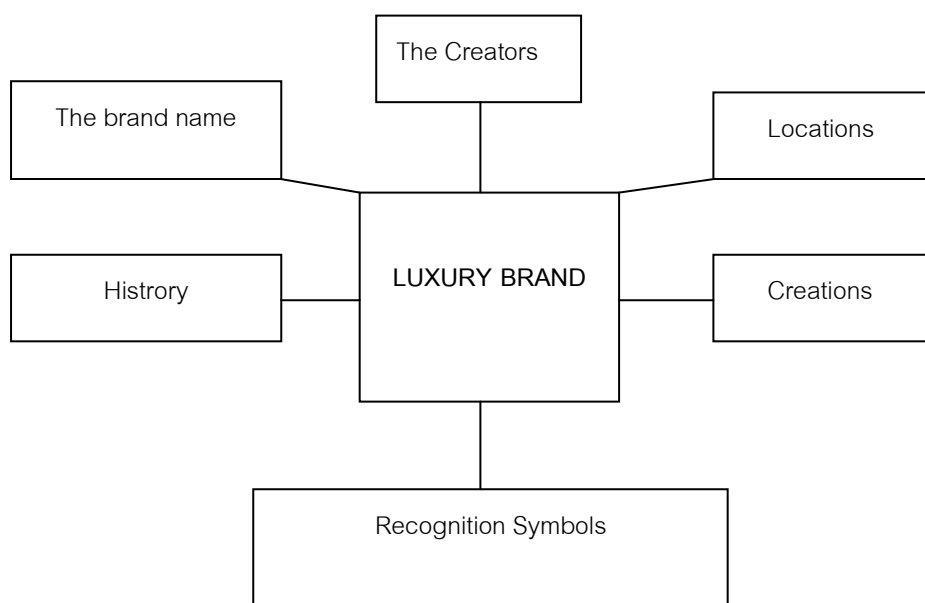 The Creators
The brand name
Locations
LUXURY BRAND
Histrory
Creations
Recognition Symbols